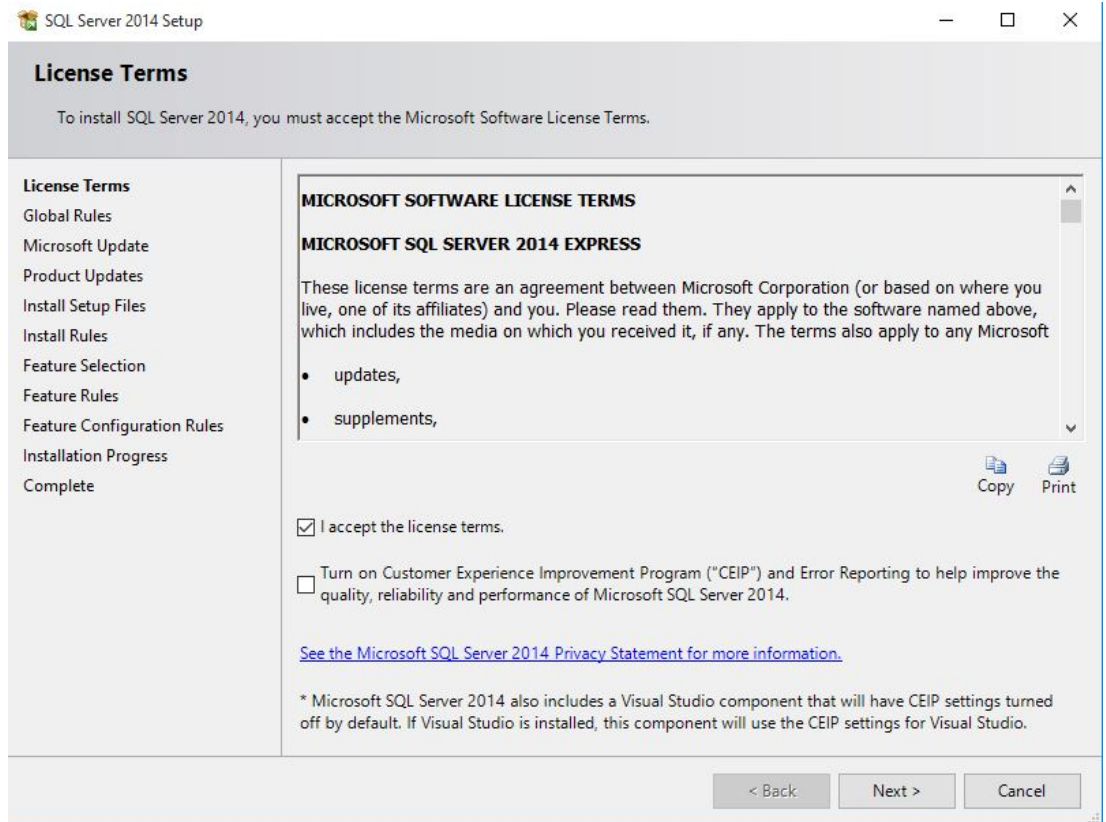 SQL Server 2014 Setup
License Terms
To install SQL Server 2014, you must accept the Microsoft Software License Terms.
License Terms
Global Rules
Microsoft Update
Product Updates
Install Setup Files
Install Rules
Feature Selection
Feature Rules
Feature Configuration Rules
Installation Progress
Complete
MICROSOFT SOFTWARE LICENSE TERMS
MICROSOFT SQL SERVER 2014 EXPRESS
These license terms are an agreement between Microsoft Corporation (or based on where you
live, one of its affiliates) and you. Please read them. They apply to the software named above,
which includes the media on which you received it, if any. The terms also apply to any Microsoft
• updates,
• supplements,
Copy Print
I accept the license terms.
Turn on Customer Experience Improvement Program ("CEIP") and Error Reporting to help improve the
quality, reliability and performance of Microsoft SQL Server 2014.
See the Microsoft SQL Server 2014 Privacy Statement for more information.
* Microsoft SQL Server 2014 also includes a Visual Studio component that will have CEIP settings turned
off by default. If Visual Studio is installed, this component will use the CEIP settings for Visual Studio.
< Back Next > Cancel